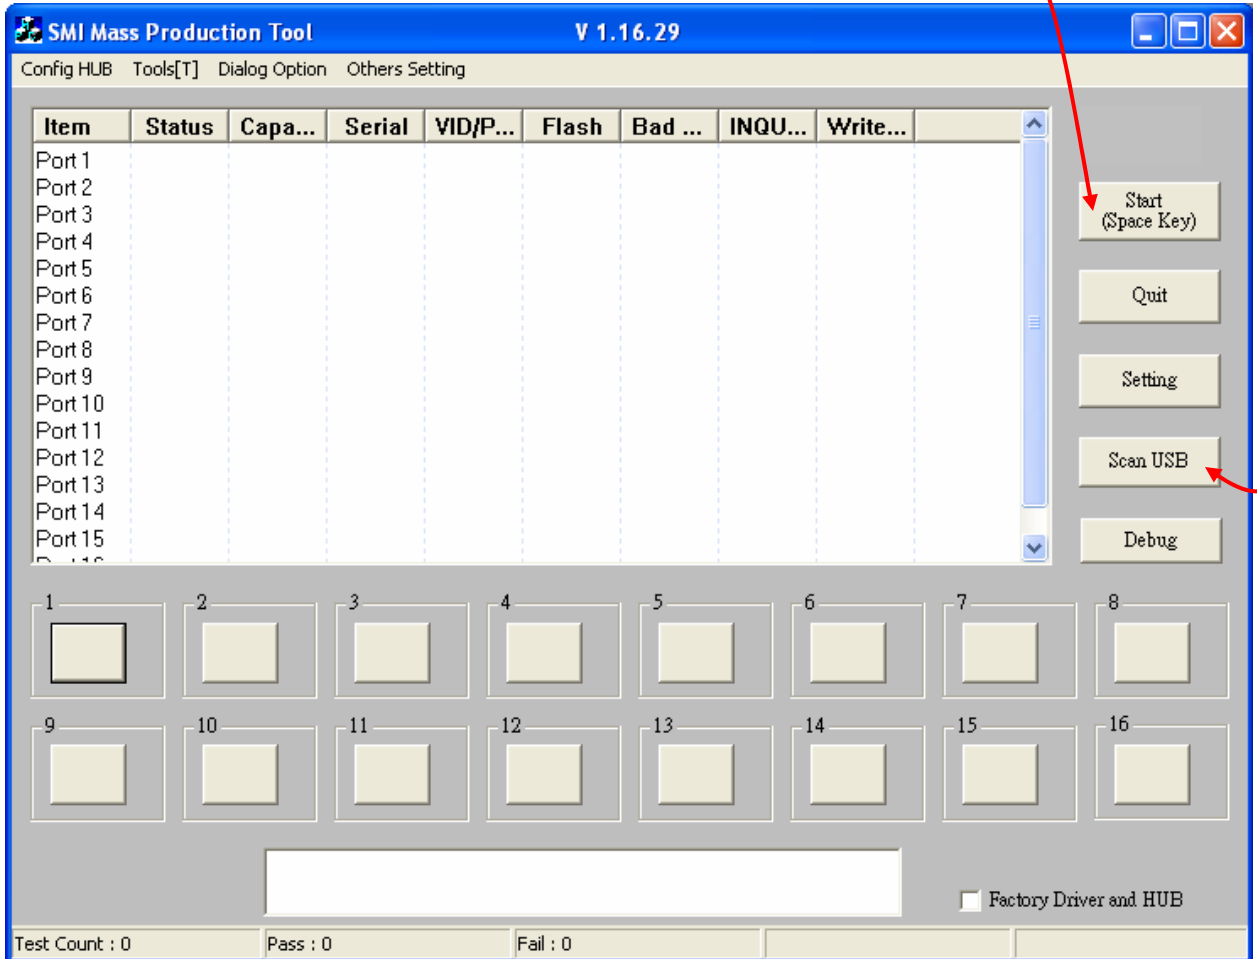 SMI Mass Production Tool V 1.16.29
Config HUB Tools[T] Dialog Option Others Setting
Item Status Capa... Serial VID/P... Flash Bad ... INQU... Write...
Port 1
Port 2
Port 3
Port 4
Port 5
Port 6
Port 7
Port 8
Port 9
Port 10
Port 11
Port 12
Port 13
Port 14
Port 15
Start
(Space Key)
Quit
Setting
Scan USB
Debug
1 2 3 4 5 6 7 8
9 10 11 12 13 14 15 16
Factory Driver and HUB
Test Count : 0 Pass : 0 Fail : 0